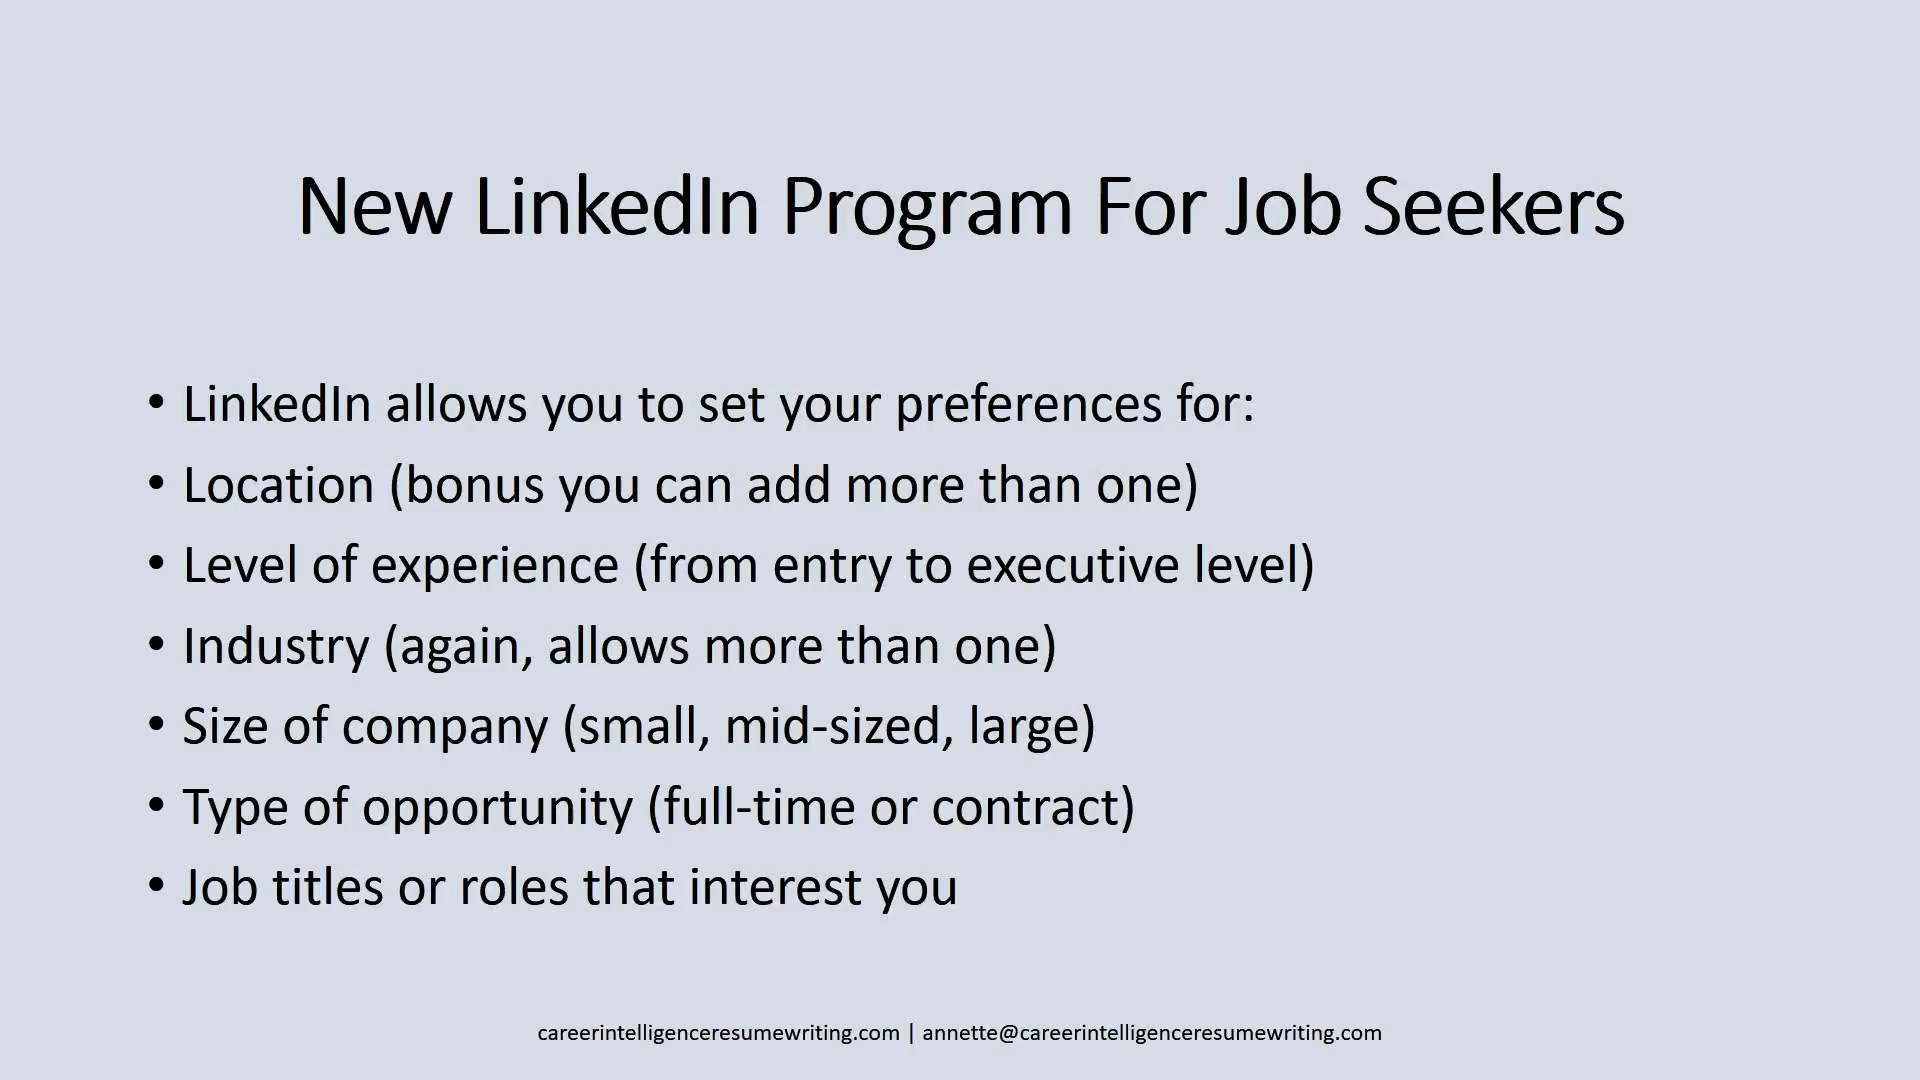 New LinkedIn Program For Job Seekers
• LinkedIn allows you to set your preferences for:
• Location (bonus you can add more than one)
• Level of experience (from entry to executive level)
• Industry (again, allows more than one)
• Size of company (small, mid-sized, large)
• Type of opportunity (full-time or contract)
• Job titles or roles that interest you
careerintelligenceresumewriting.com | annette@careerintelligenceresumewriting.com